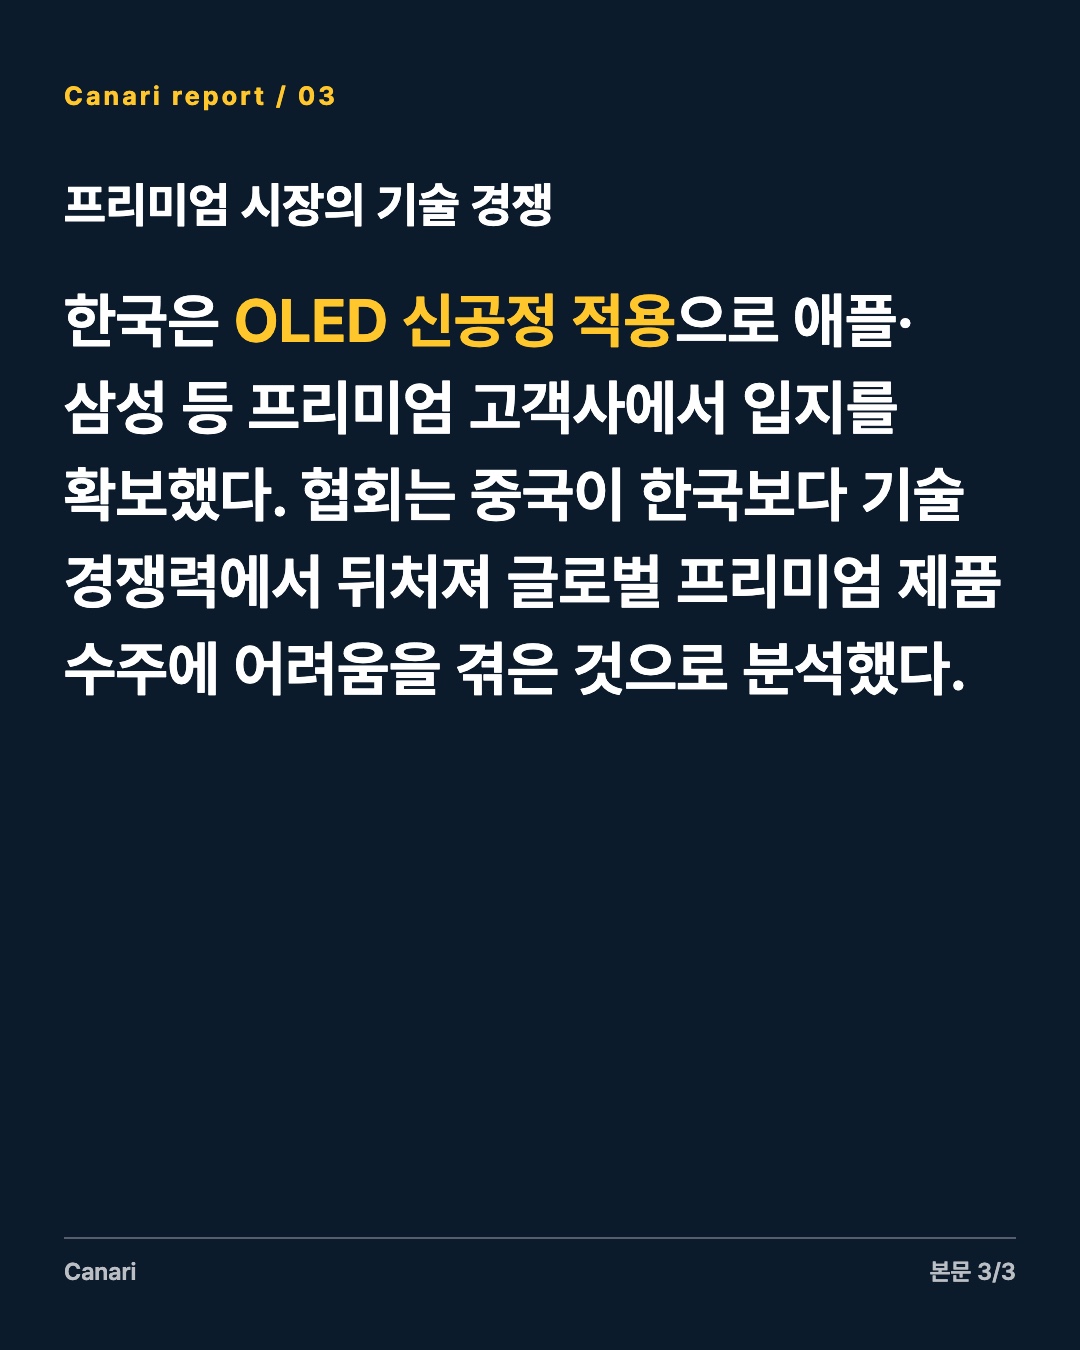 Canari report / 03
프리미엄 시장의 기술 경쟁
한국은 OLED 신공정 적용으로 애플·
삼성 등 프리미엄 고객사에서 입지를
확보했다. 협회는 중국이 한국보다 기술
경쟁력에서 뒤처져 글로벌 프리미엄 제품
수주에 어려움을 겪은 것으로 분석했다.
Canari
본문 3/3